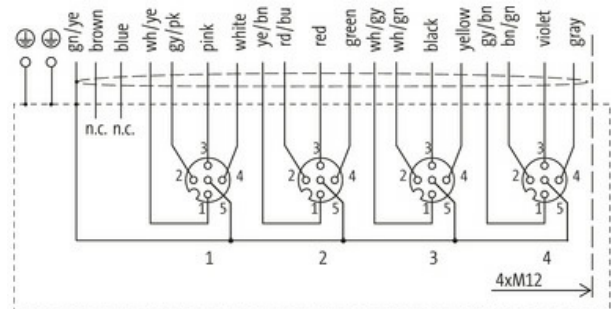 gn/ye
brown
blue
wh/ye
gy/pk
pink
white
ye/bn
rd/bu
red
green
wh/gy
wh/gn
black
yellow
gy/bn
bn/gn
violet
gray
n.c. n.c.
3
2 4
1 5
3
2 4
1 5
3
2 4
1 5
3
2 4
1 5
1 2 3 4
4xM12